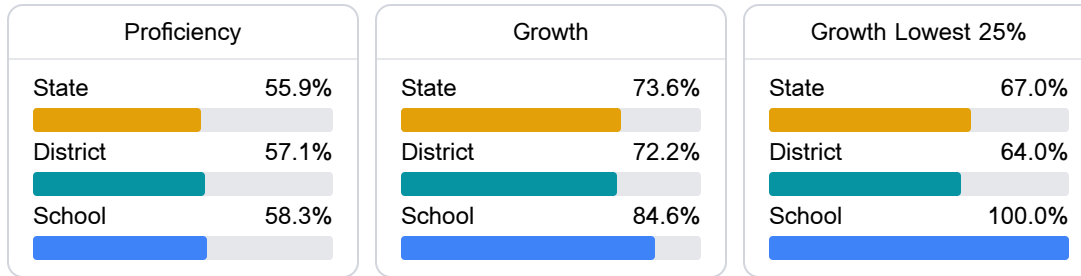 Proficiency
State 55.9%
District 57.1%
School 58.3%
Growth
State 73.6%
District 72.2%
School 84.6%
Growth Lowest 25%
State 67.0%
District 64.0%
School 100.0%